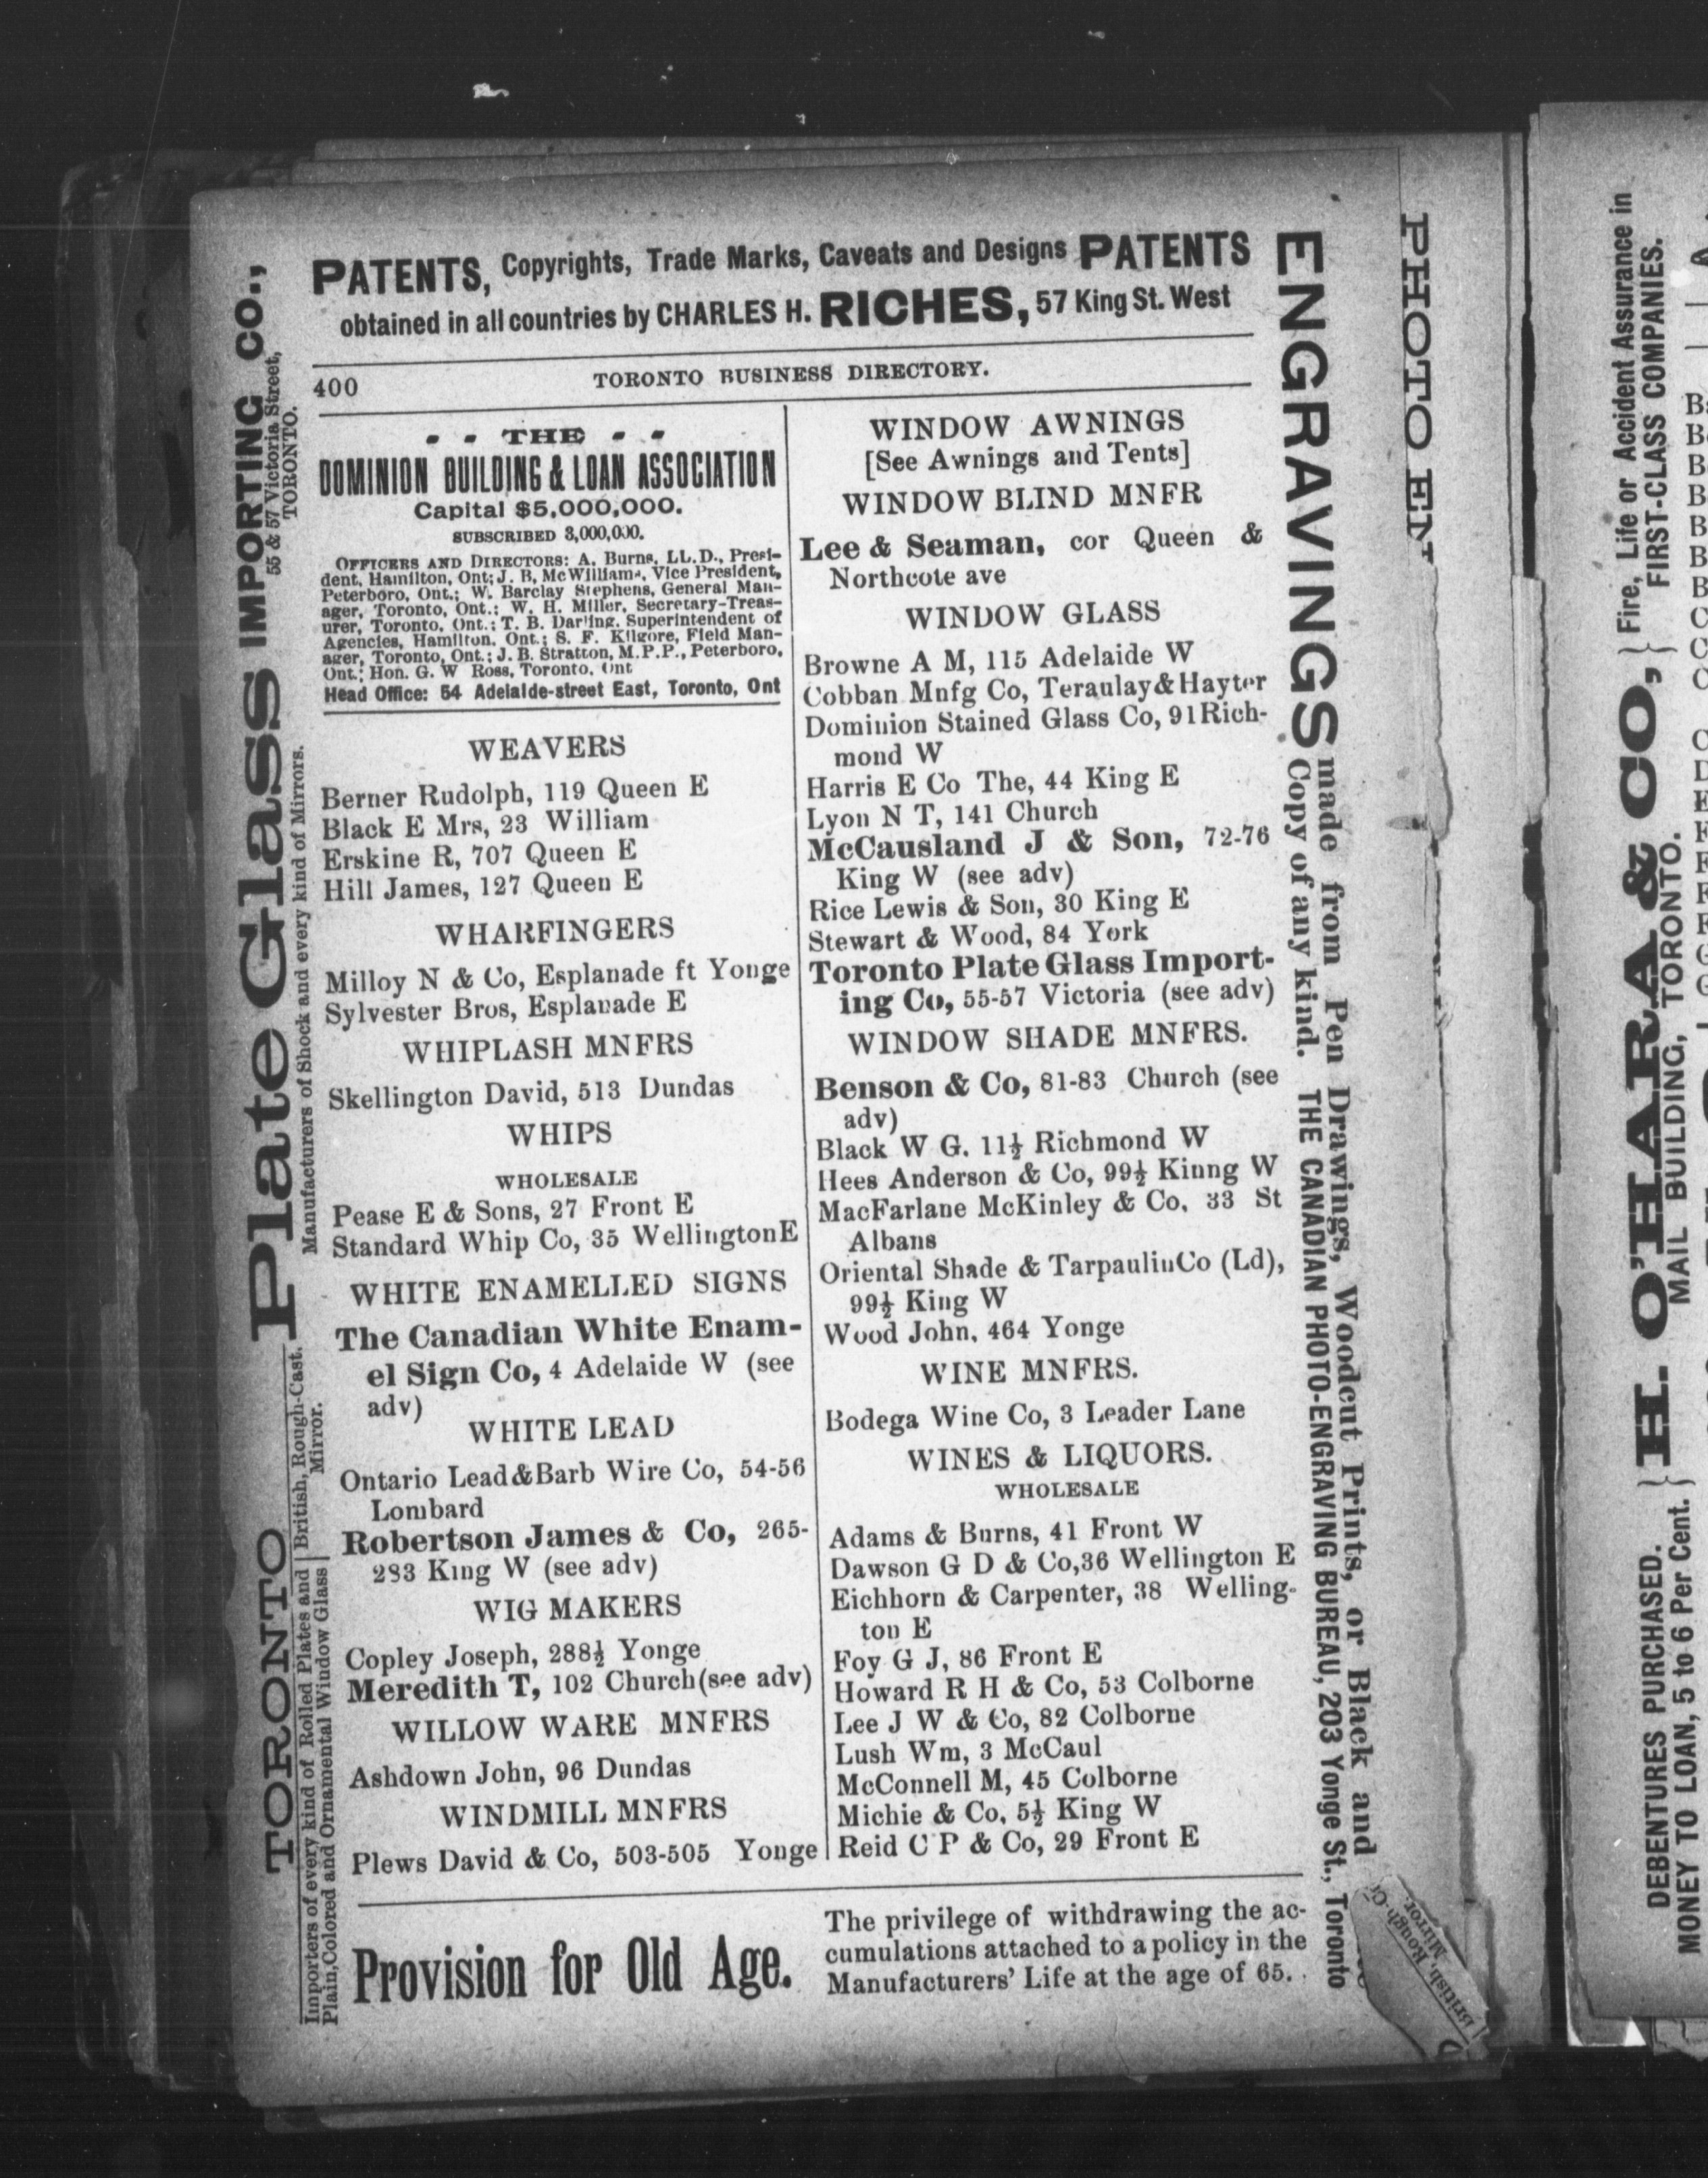 PATENTS, Copyrights, Trade Marks, Caveats and Designs PATENTS
obtained in all countries by CHARLES H. RICHES, 57 King St. West
400 TORONTO BUSINESS DIRECTORY.
- - THE - -
DOMINION BUILDING & LOAN ASSOCIATION
Capital $5,000,000.
SUBSCRIBED 3,000,000.
OFFICERS AND DIRECTORS: A. Burns, LL.D., Presi-
dent, Hamilton, Ont; J. B. McWilliams, Vice President,
Peterboro, Ont.; W. Barclay Stephens, General Man-
ager, Toronto, Ont.; W. H. Miller, Secretary-Treas-
urer, Toronto, Ont.; T. B. Darling, Superintendent of
Agencies, Hamilton, Ont.; S. F. Kilgore, Field Man-
ager, Toronto, Ont.; J. B. Stratton, M.P.P., Peterboro,
Ont.; Hon. G. W Ross, Toronto, Ont
Head Office: 54 Adelaide-street East, Toronto, Ont
WEAVERS
Berner Rudolph, 119 Queen E
Black E Mrs, 23 William
Erskine R, 707 Queen E
Hill James, 127 Queen E
WHARFINGERS
Milloy N & Co, Esplanade ft Yonge
Sylvester Bros, Esplanade E
WHIPLASH MNFRS
Skellington David, 513 Dundas
WHIPS
WHOLESALE
Pease E & Sons, 27 Front E
Standard Whip Co, 35 Wellington E
WHITE ENAMELLED SIGNS
The Canadian White Enam-
el Sign Co, 4 Adelaide W (see
adv)
WHITE LEAD
Ontario Lead & Barb Wire Co, 54-56
Lombard
Robertson James & Co, 265-
283 King W (see adv)
WIG MAKERS
Copley Joseph, 288½ Yonge
Meredith T, 102 Church (see adv)
WILLOW WARE MNFRS
Ashdown John, 96 Dundas
WINDMILL MNFRS
Plews David & Co, 503-505 Yonge
WINDOW AWNINGS
[See Awnings and Tents]
WINDOW BLIND MNFR
Lee & Seaman, cor Queen &
Northcote ave
WINDOW GLASS
Browne A M, 115 Adelaide W
Cobban Mnfg Co, Teraulay & Hayter
Dominion Stained Glass Co, 91 Rich-
mond W
Harris E Co The, 44 King E
Lyon N T, 141 Church
McCausland J & Son, 72-76
King W (see adv)
Rice Lewis & Son, 30 King E
Stewart & Wood, 84 York
Toronto Plate Glass Import-
ing Co, 55-57 Victoria (see adv)
WINDOW SHADE MNFRS.
Benson & Co, 81-83 Church (see
adv)
Black W G. 11½ Richmond W
Hees Anderson & Co, 99½ Kinng W
MacFarlane McKinley & Co, 33 St
Albans
Oriental Shade & Tarpaulin Co (Ld),
99½ King W
Wood John, 464 Yonge
WINE MNFRS.
Bodega Wine Co, 3 Leader Lane
WINES & LIQUORS.
WHOLESALE
Adams & Burns, 41 Front W
Dawson G D & Co, 36 Wellington E
Eichhorn & Carpenter, 38 Welling-
ton E
Foy G J, 86 Front E
Howard R H & Co, 53 Colborne
Lee J W & Co, 82 Colborne
Lush Wm, 3 McCaul
McConnell M, 45 Colborne
Michie & Co, 5½ King W
Reid C P & Co, 29 Front E
Provision for Old Age.
The privilege of withdrawing the ac-
cumulations attached to a policy in the
Manufacturers' Life at the age of 65.
TORONTO Plate Glass IMPORTING CO.,
55 & 57 Victoria Street,
TORONTO.
Manufacturers of Shock and every kind of Mirrors.
Importers of every kind of Rolled Plates and
Plain, Colored and Ornamental Window Glass
British, Rough-Cast.
Mirror.
ENGRAVINGS
made from Pen Drawings, Woodcut Prints, or Black and
Copy of any kind. THE CANADIAN PHOTO-ENGRAVING BUREAU, 203 Yonge St., Toronto
PHOTO EN
British, Rough-C
Mirror.
DEBENTURES PURCHASED.
MONEY TO LOAN, 5 to 6 Per Cent.
H. O'HARA & CO,
MAIL BUILDING, TORONTO.
Fire, Life or Accident Assurance in
FIRST-CLASS COMPANIES.